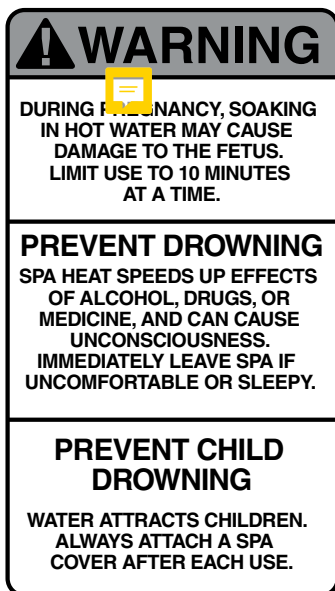 WARNING
DURING PREGNANCY, SOAKING
IN HOT WATER MAY CAUSE
DAMAGE TO THE FETUS.
LIMIT USE TO 10 MINUTES
AT A TIME.
PREVENT DROWNING
SPA HEAT SPEEDS UP EFFECTS
OF ALCOHOL, DRUGS, OR
MEDICINE, AND CAN CAUSE
UNCONSCIOUSNESS.
IMMEDIATELY LEAVE SPA IF
UNCOMFORTABLE OR SLEEPY.
PREVENT CHILD
DROWNING
WATER ATTRACTS CHILDREN.
ALWAYS ATTACH A SPA
COVER AFTER EACH USE.